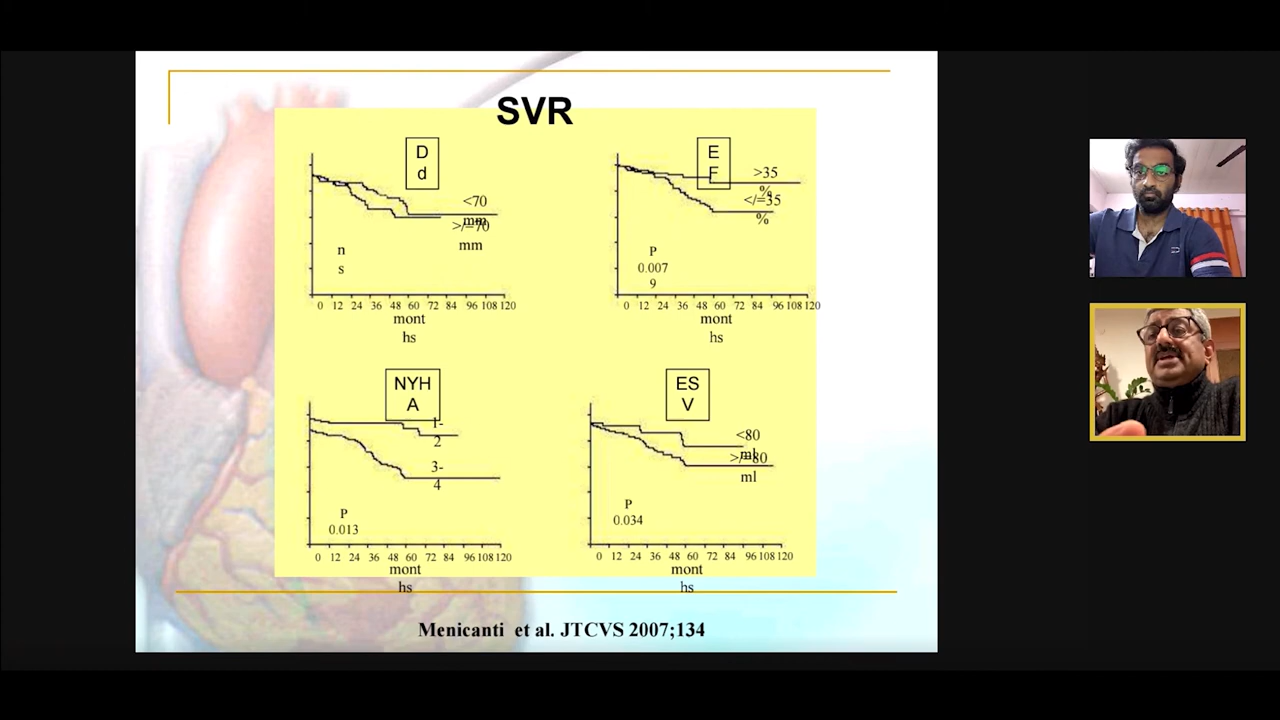 SVR
D
d
<70
mm
>/=70
mm
n
s
0 12 24 36 48 60 72 84 96 108 120
mont
hs
E
F
>35
%
</=35
%
P
0.007
9
0 12 24 36 48 60 72 84 96 108 120
mont
hs
NYH
A
1-
2
3-
4
P
0.013
0 12 24 36 48 60 72 84 96 108 120
mont
hs
ES
V
<80
ml
>/=80
ml
P
0.034
0 12 24 36 48 60 72 84 96 108 120
mont
hs
Menicanti et al. JTCVS 2007;134